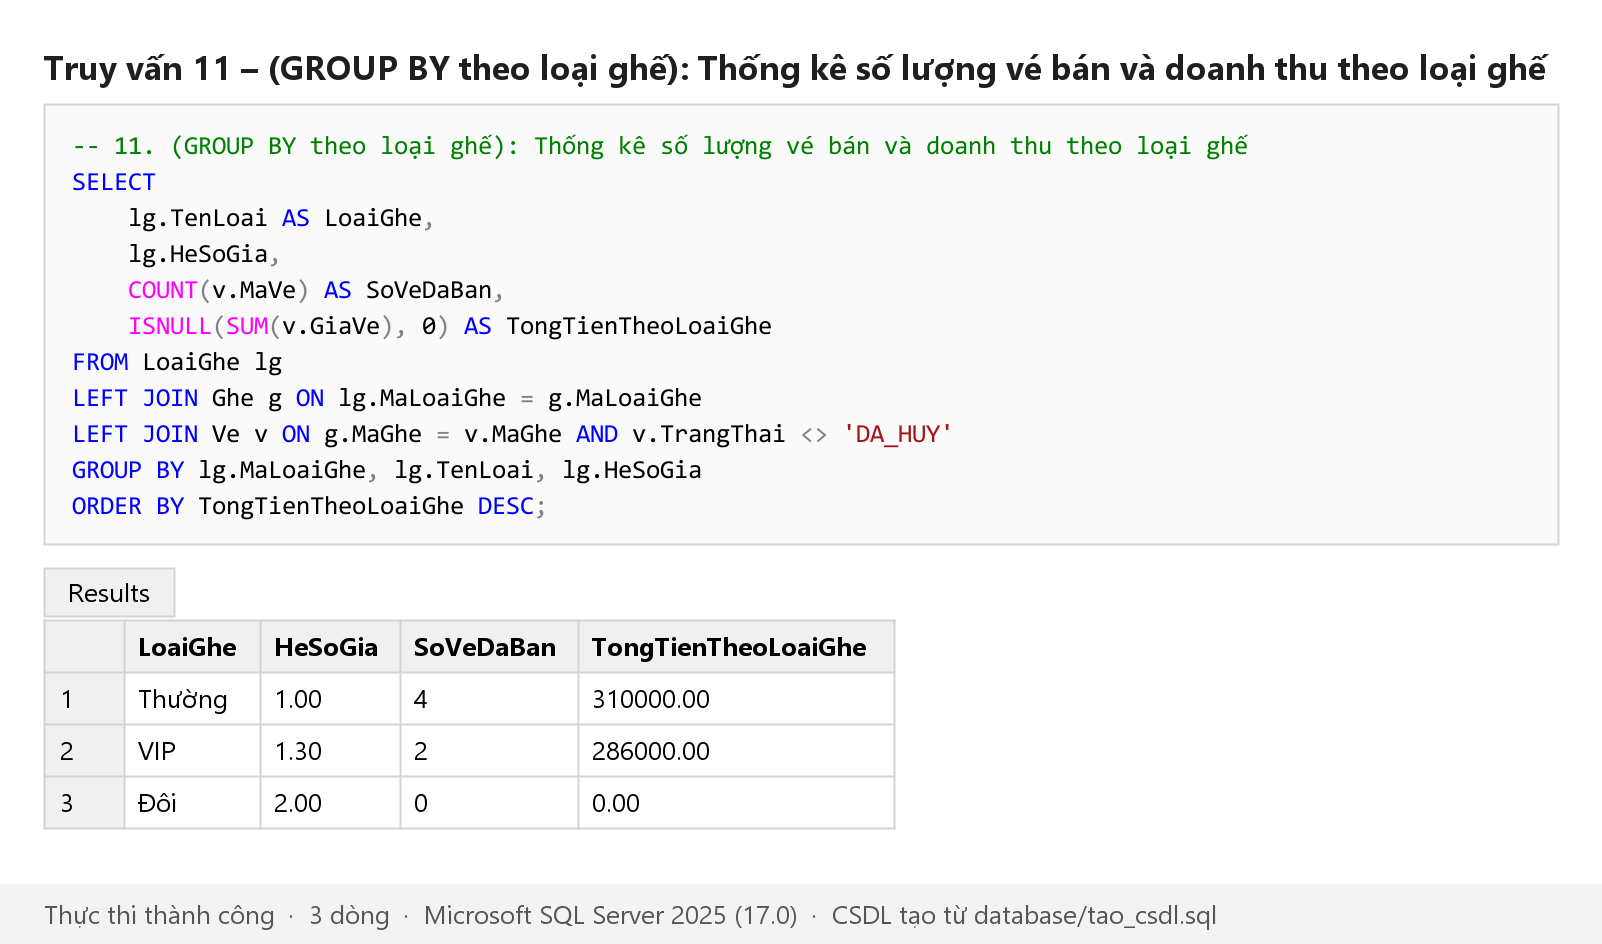 Truy vấn 11 – (GROUP BY theo loại ghế): Thống kê số lượng vé bán và doanh thu theo loại ghế
-- 11. (GROUP BY theo loại ghế): Thống kê số lượng vé bán và doanh thu theo loại ghế
SELECT
    lg.TenLoai AS LoaiGhe,
    lg.HeSoGia,
    COUNT(v.MaVe) AS SoVeDaBan,
    ISNULL(SUM(v.GiaVe), 0) AS TongTienTheoLoaiGhe
FROM LoaiGhe lg
LEFT JOIN Ghe g ON lg.MaLoaiGhe = g.MaLoaiGhe
LEFT JOIN Ve v ON g.MaGhe = v.MaGhe AND v.TrangThai <> 'DA_HUY'
GROUP BY lg.MaLoaiGhe, lg.TenLoai, lg.HeSoGia
ORDER BY TongTienTheoLoaiGhe DESC;
Results
LoaiGhe HeSoGia SoVeDaBan TongTienTheoLoaiGhe
1 Thường 1.00 4 310000.00
2 VIP 1.30 2 286000.00
3 Đôi 2.00 0 0.00
Thực thi thành công · 3 dòng · Microsoft SQL Server 2025 (17.0) · CSDL tạo từ database/tao_csdl.sql